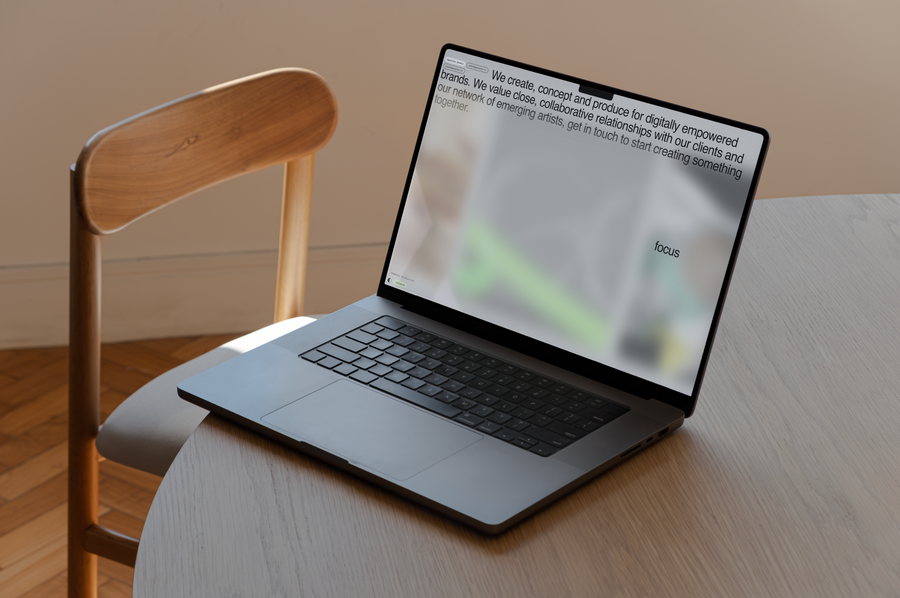 We create, concept and produce for digitally empowered
brands. We value close, collaborative relationships with our clients and
our network of emerging artists, get in touch to start creating something
together.
focus